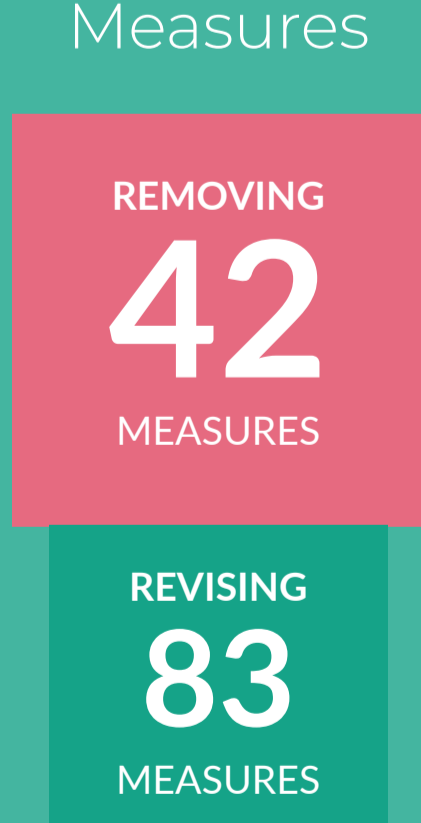 Measures
REMOVING
42
MEASURES
REVISING
83
MEASURES